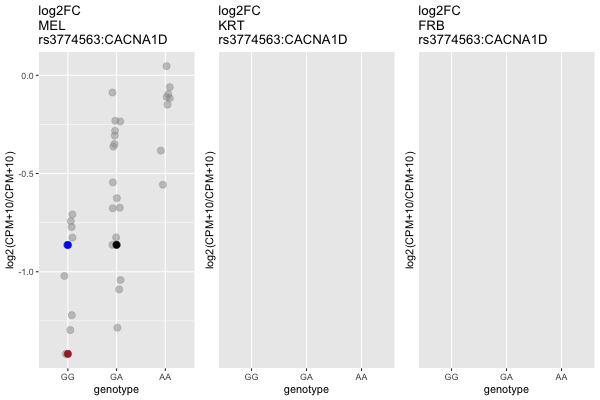 log2FC
MEL
rs3774563:CACNA1D
log2FC
KRT
rs3774563:CACNA1D
log2FC
FRB
rs3774563:CACNA1D
log2(CPM+10/CPM+10)
0.0
-0.5
-1.0
GG GA AA
genotype
log2(CPM+10/CPM+10)
GG GA AA
genotype
log2(CPM+10/CPM+10)
GG GA AA
genotype